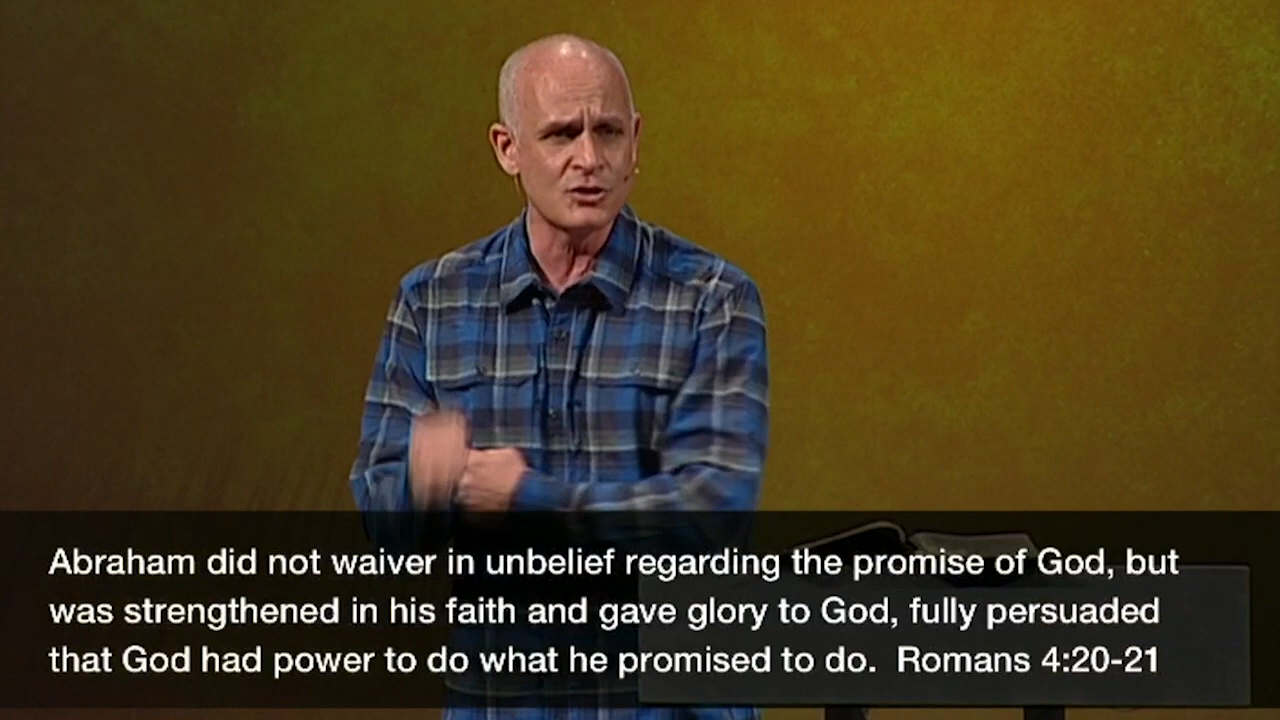 Abraham did not waiver in unbelief regarding the promise of God, but
was strengthened in his faith and gave glory to God, fully persuaded
that God had power to do what he promised to do.  Romans 4:20-21